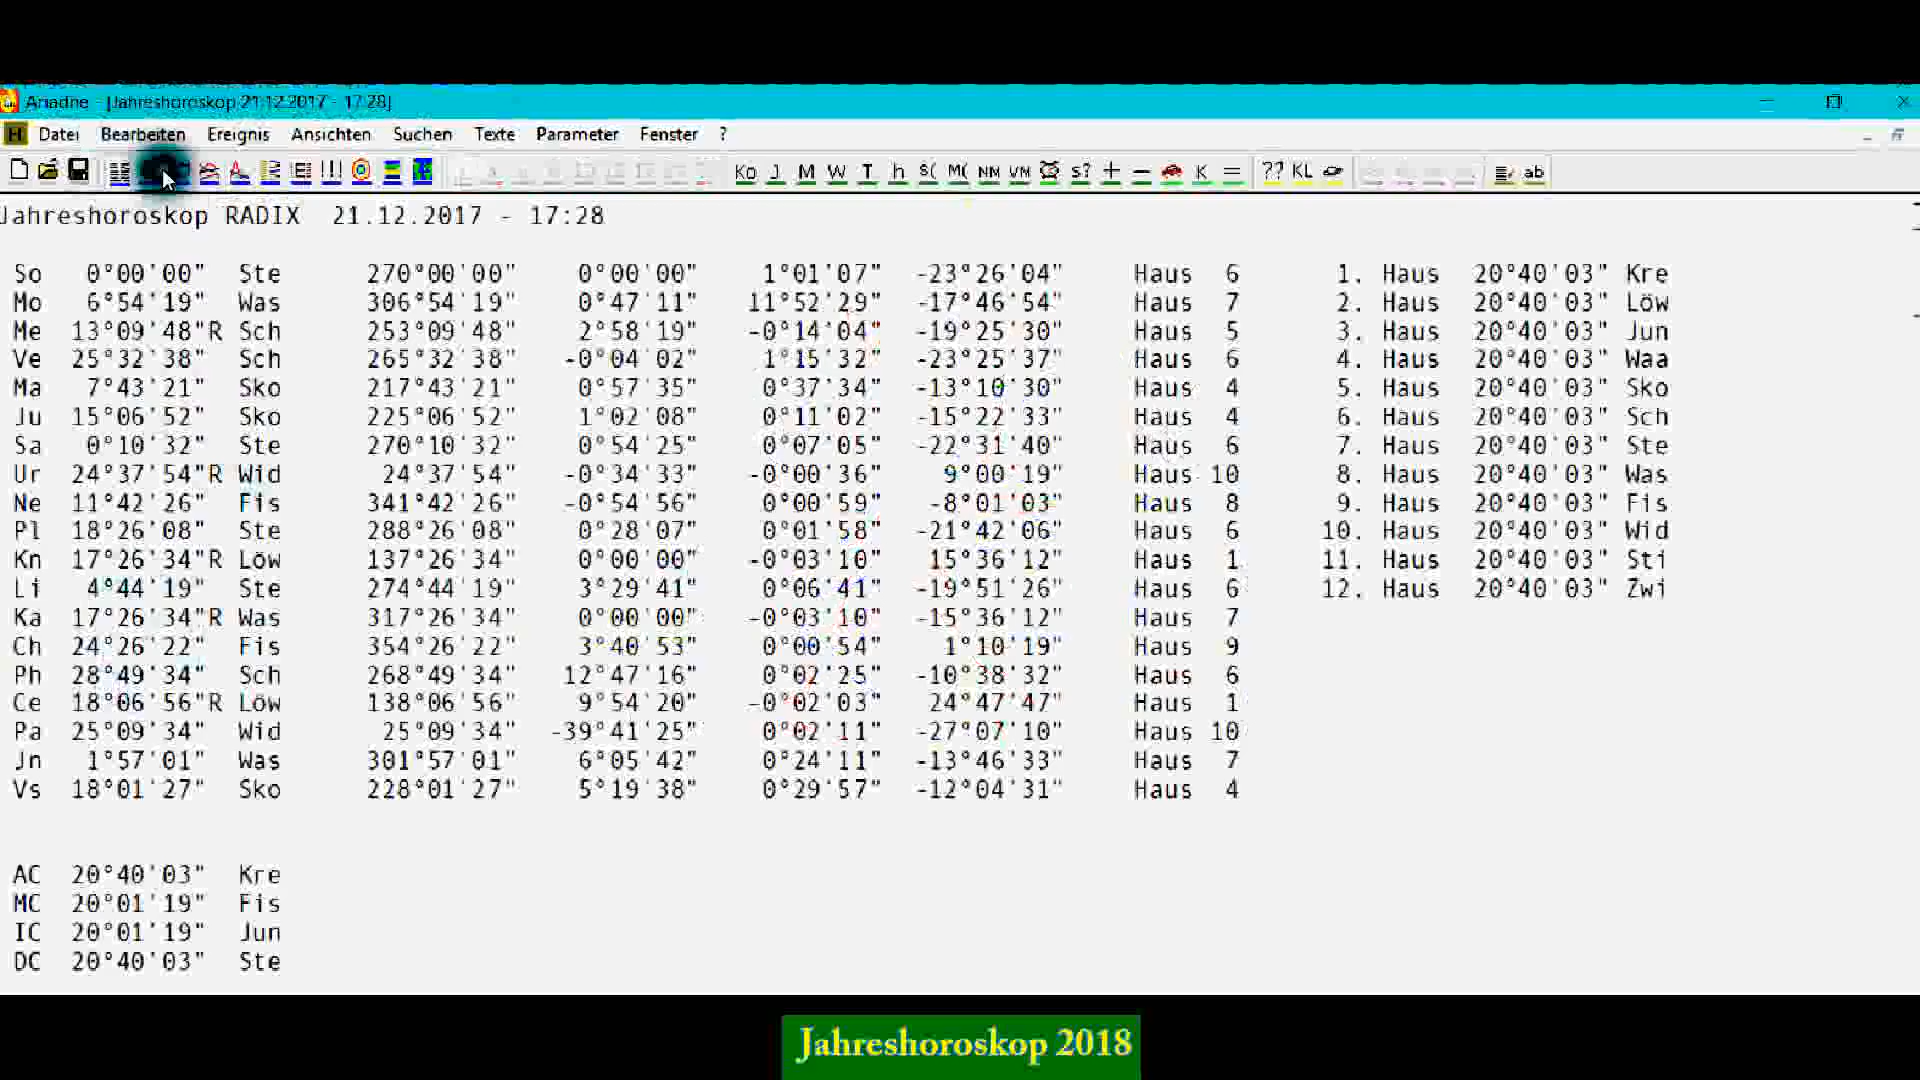 Ariadne - [Jahreshoroskop 21.12.2017 - 17:28]
H Datei Bearbeiten Ereignis Ansichten Suchen Texte Parameter Fenster ?
!!! Ko J M W T h S( M( NM VM s? + − K = ?? KL ab
Jahreshoroskop RADIX 21.12.2017 - 17:28
So 0°00'00" Ste 270°00'00" 0°00'00" 1°01'07" -23°26'04" Haus 6 1. Haus 20°40'03" Kre
Mo 6°54'19" Was 306°54'19" 0°47'11" 11°52'29" -17°46'54" Haus 7 2. Haus 20°40'03" Löw
Me 13°09'48"R Sch 253°09'48" 2°58'19" -0°14'04" -19°25'30" Haus 5 3. Haus 20°40'03" Jun
Ve 25°32'38" Sch 265°32'38" -0°04'02" 1°15'32" -23°25'37" Haus 6 4. Haus 20°40'03" Waa
Ma 7°43'21" Sko 217°43'21" 0°57'35" 0°37'34" -13°10'30" Haus 4 5. Haus 20°40'03" Sko
Ju 15°06'52" Sko 225°06'52" 1°02'08" 0°11'02" -15°22'33" Haus 4 6. Haus 20°40'03" Sch
Sa 0°10'32" Ste 270°10'32" 0°54'25" 0°07'05" -22°31'40" Haus 6 7. Haus 20°40'03" Ste
Ur 24°37'54"R Wid 24°37'54" -0°34'33" -0°00'36" 9°00'19" Haus 10 8. Haus 20°40'03" Was
Ne 11°42'26" Fis 341°42'26" -0°54'56" 0°00'59" -8°01'03" Haus 8 9. Haus 20°40'03" Fis
Pl 18°26'08" Ste 288°26'08" 0°28'07" 0°01'58" -21°42'06" Haus 6 10. Haus 20°40'03" Wid
Kn 17°26'34"R Löw 137°26'34" 0°00'00" -0°03'10" 15°36'12" Haus 1 11. Haus 20°40'03" Sti
Li 4°44'19" Ste 274°44'19" 3°29'41" 0°06'41" -19°51'26" Haus 6 12. Haus 20°40'03" Zwi
Ka 17°26'34"R Was 317°26'34" 0°00'00" -0°03'10" -15°36'12" Haus 7
Ch 24°26'22" Fis 354°26'22" 3°40'53" 0°00'54" 1°10'19" Haus 9
Ph 28°49'34" Sch 268°49'34" 12°47'16" 0°02'25" -10°38'32" Haus 6
Ce 18°06'56"R Löw 138°06'56" 9°54'20" -0°02'03" 24°47'47" Haus 1
Pa 25°09'34" Wid 25°09'34" -39°41'25" 0°02'11" -27°07'10" Haus 10
Jn 1°57'01" Was 301°57'01" 6°05'42" 0°24'11" -13°46'33" Haus 7
Vs 18°01'27" Sko 228°01'27" 5°19'38" 0°29'57" -12°04'31" Haus 4
AC 20°40'03" Kre
MC 20°01'19" Fis
IC 20°01'19" Jun
DC 20°40'03" Ste
Jahreshoroskop 2018